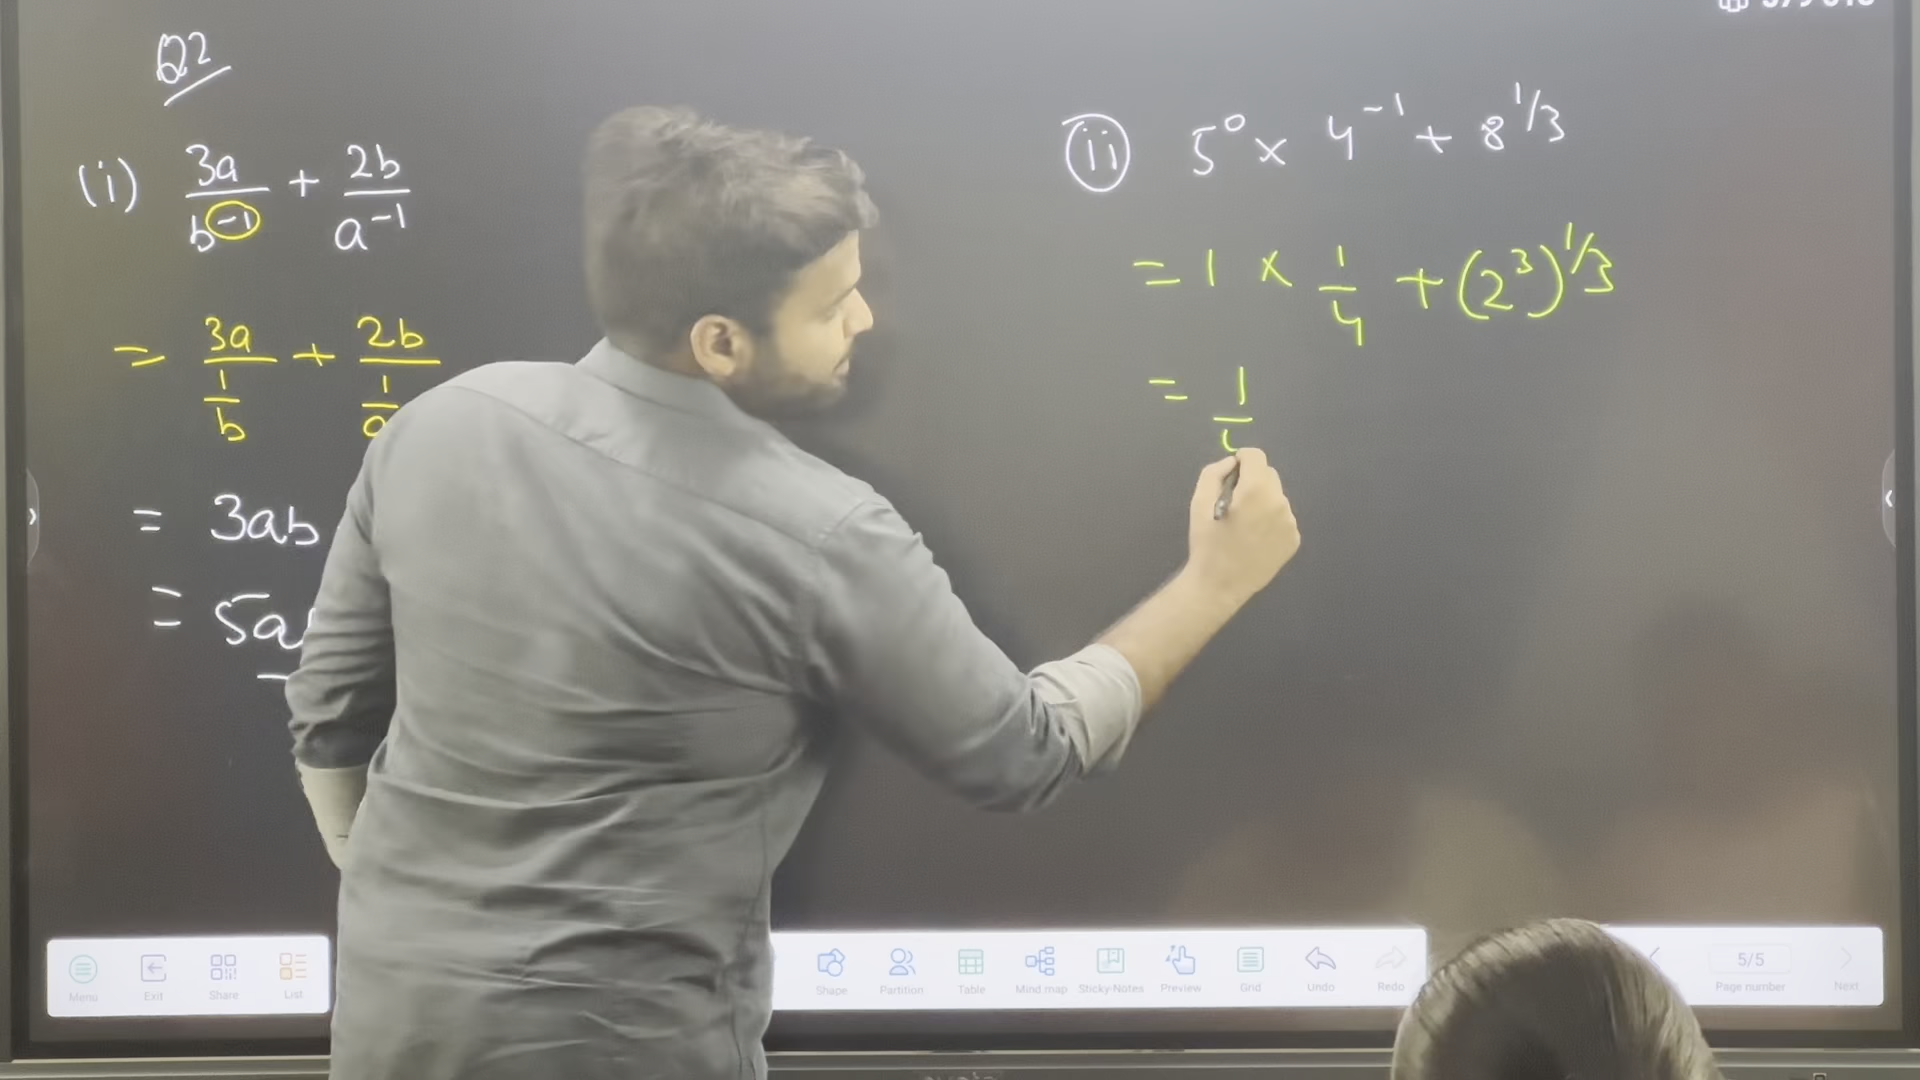 Q2
(i) 3a/b⁻¹ + 2b/a⁻¹
= 3a/(1/b) + 2b/(1/a)
= 3ab
= 5a
(ii) 5⁰ × 4⁻¹ + 8^1/3
= 1 × 1/4 + (2³)^1/3
= 1/
Menu Exit Share List Shape Partition Table Mind map Sticky-Notes Preview Grid Undo Redo 5/5 Page number Next